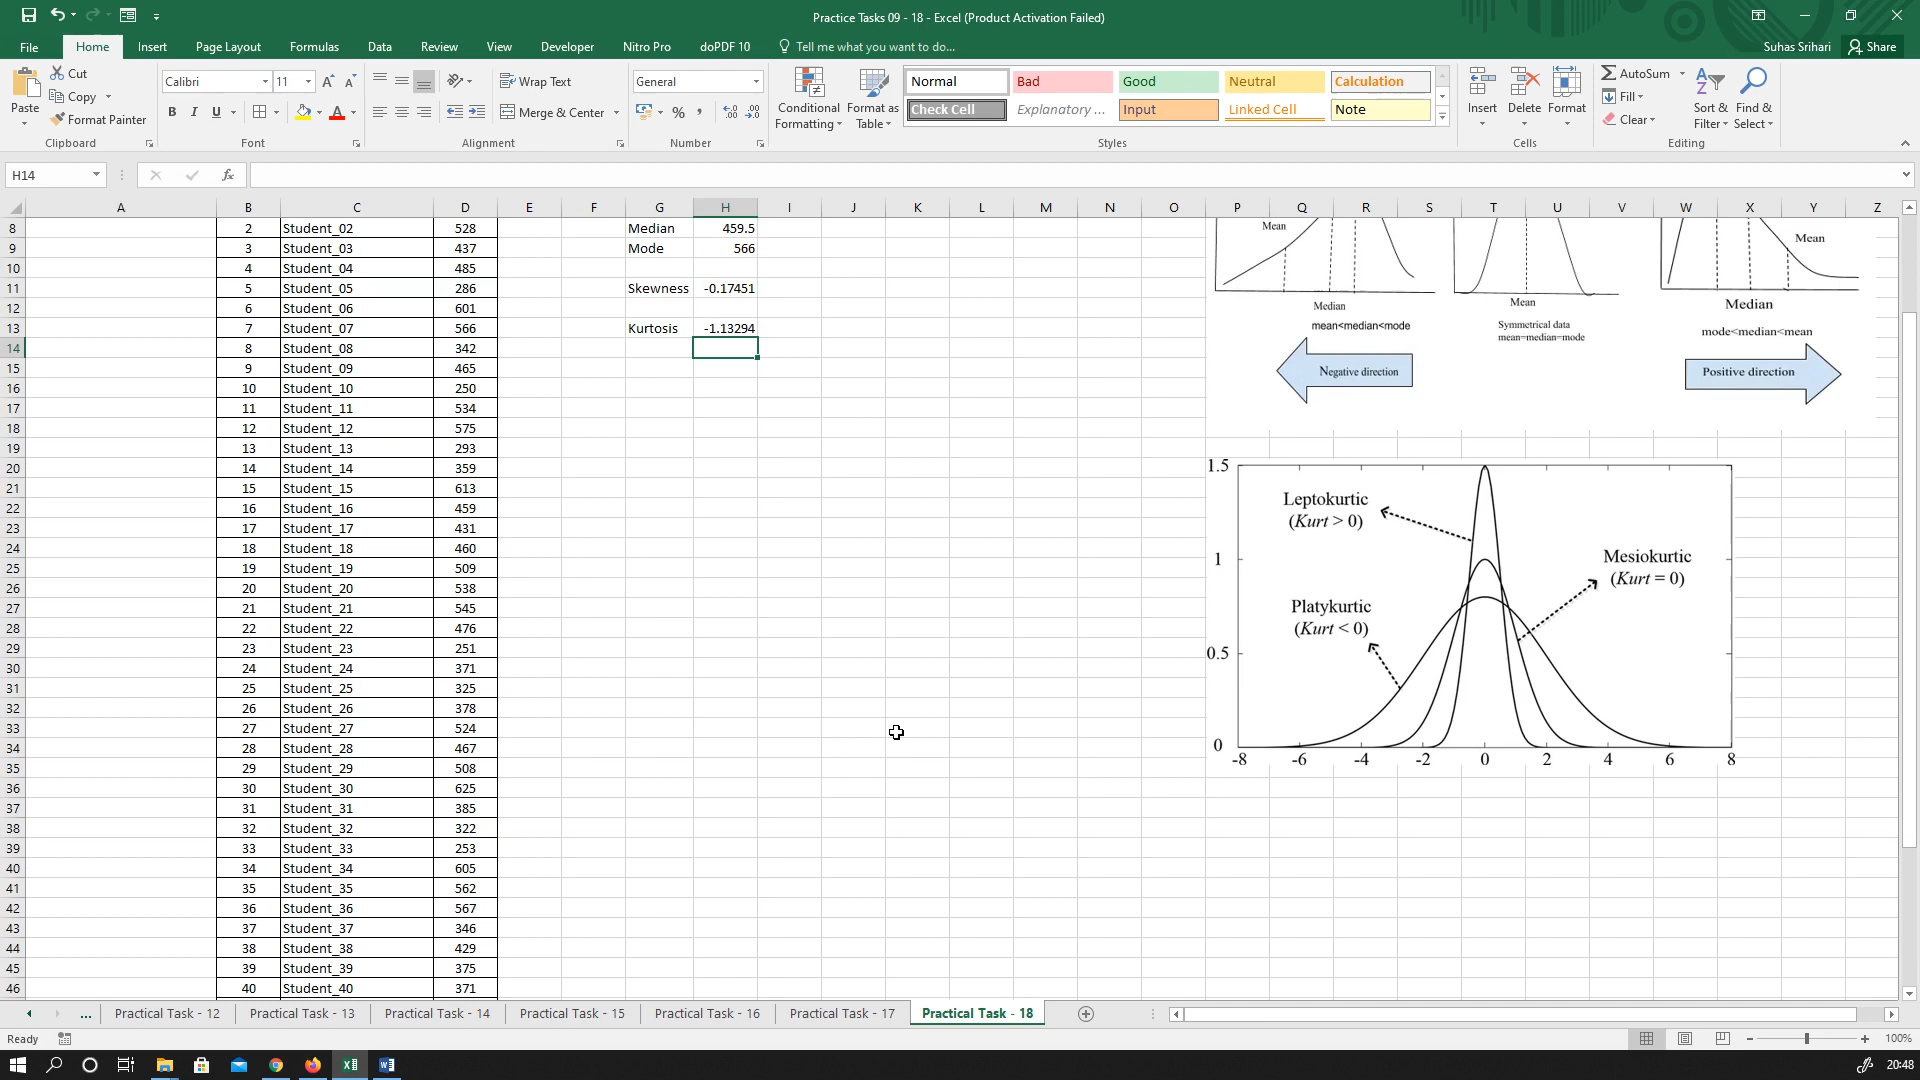 Practice Tasks 09 - 18 - Excel (Product Activation Failed)
File Home Insert Page Layout Formulas Data Review View Developer Nitro Pro doPDF 10 Tell me what you want to do... Suhas Srihari Share
Paste Cut Copy Format Painter
Clipboard
Calibri 11
B I U A
Font
Wrap Text
Merge & Center
Alignment
General
%
Number
Conditional Formatting
Format as Table
Normal Bad Good Neutral Calculation
Check Cell Explanatory ... Input Linked Cell Note
Styles
Insert Delete Format
Cells
AutoSum
Fill
Clear
Sort & Filter
Find & Select
Editing
H14 fx
A B C D E F G H I J K L M N O P Q R S T U V W X Y Z
8 2 Student_02 528 Median 459.5
9 3 Student_03 437 Mode 566
10 4 Student_04 485
11 5 Student_05 286 Skewness -0.17451
12 6 Student_06 601
13 7 Student_07 566 Kurtosis -1.13294
14 8 Student_08 342
15 9 Student_09 465
16 10 Student_10 250
17 11 Student_11 534
18 12 Student_12 575
19 13 Student_13 293
20 14 Student_14 359
21 15 Student_15 613
22 16 Student_16 459
23 17 Student_17 431
24 18 Student_18 460
25 19 Student_19 509
26 20 Student_20 538
27 21 Student_21 545
28 22 Student_22 476
29 23 Student_23 251
30 24 Student_24 371
31 25 Student_25 325
32 26 Student_26 378
33 27 Student_27 524
34 28 Student_28 467
35 29 Student_29 508
36 30 Student_30 625
37 31 Student_31 385
38 32 Student_32 322
39 33 Student_33 253
40 34 Student_34 605
41 35 Student_35 562
42 36 Student_36 567
43 37 Student_37 346
44 38 Student_38 429
45 39 Student_39 375
46 40 Student_40 371
Mean
Median
mean<median<mode
Negative direction
Mean
Symmetrical data
mean=median=mode
Mean
Median
mode<median<mean
Positive direction
1.5
1
0.5
0
Leptokurtic
(Kurt > 0)
Mesiokurtic
(Kurt = 0)
Platykurtic
(Kurt < 0)
-8 -6 -4 -2 0 2 4 6 8
... Practical Task - 12 Practical Task - 13 Practical Task - 14 Practical Task - 15 Practical Task - 16 Practical Task - 17 Practical Task - 18
Ready 100%
20:48